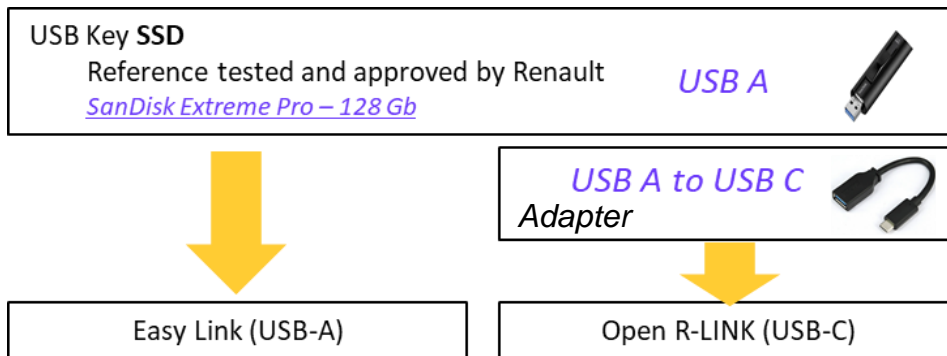 USB Key SSD
Reference tested and approved by Renault
USB A
SanDisk Extreme Pro – 128 Gb
USB A to USB C
Adapter
Easy Link (USB-A)
Open R-LINK (USB-C)